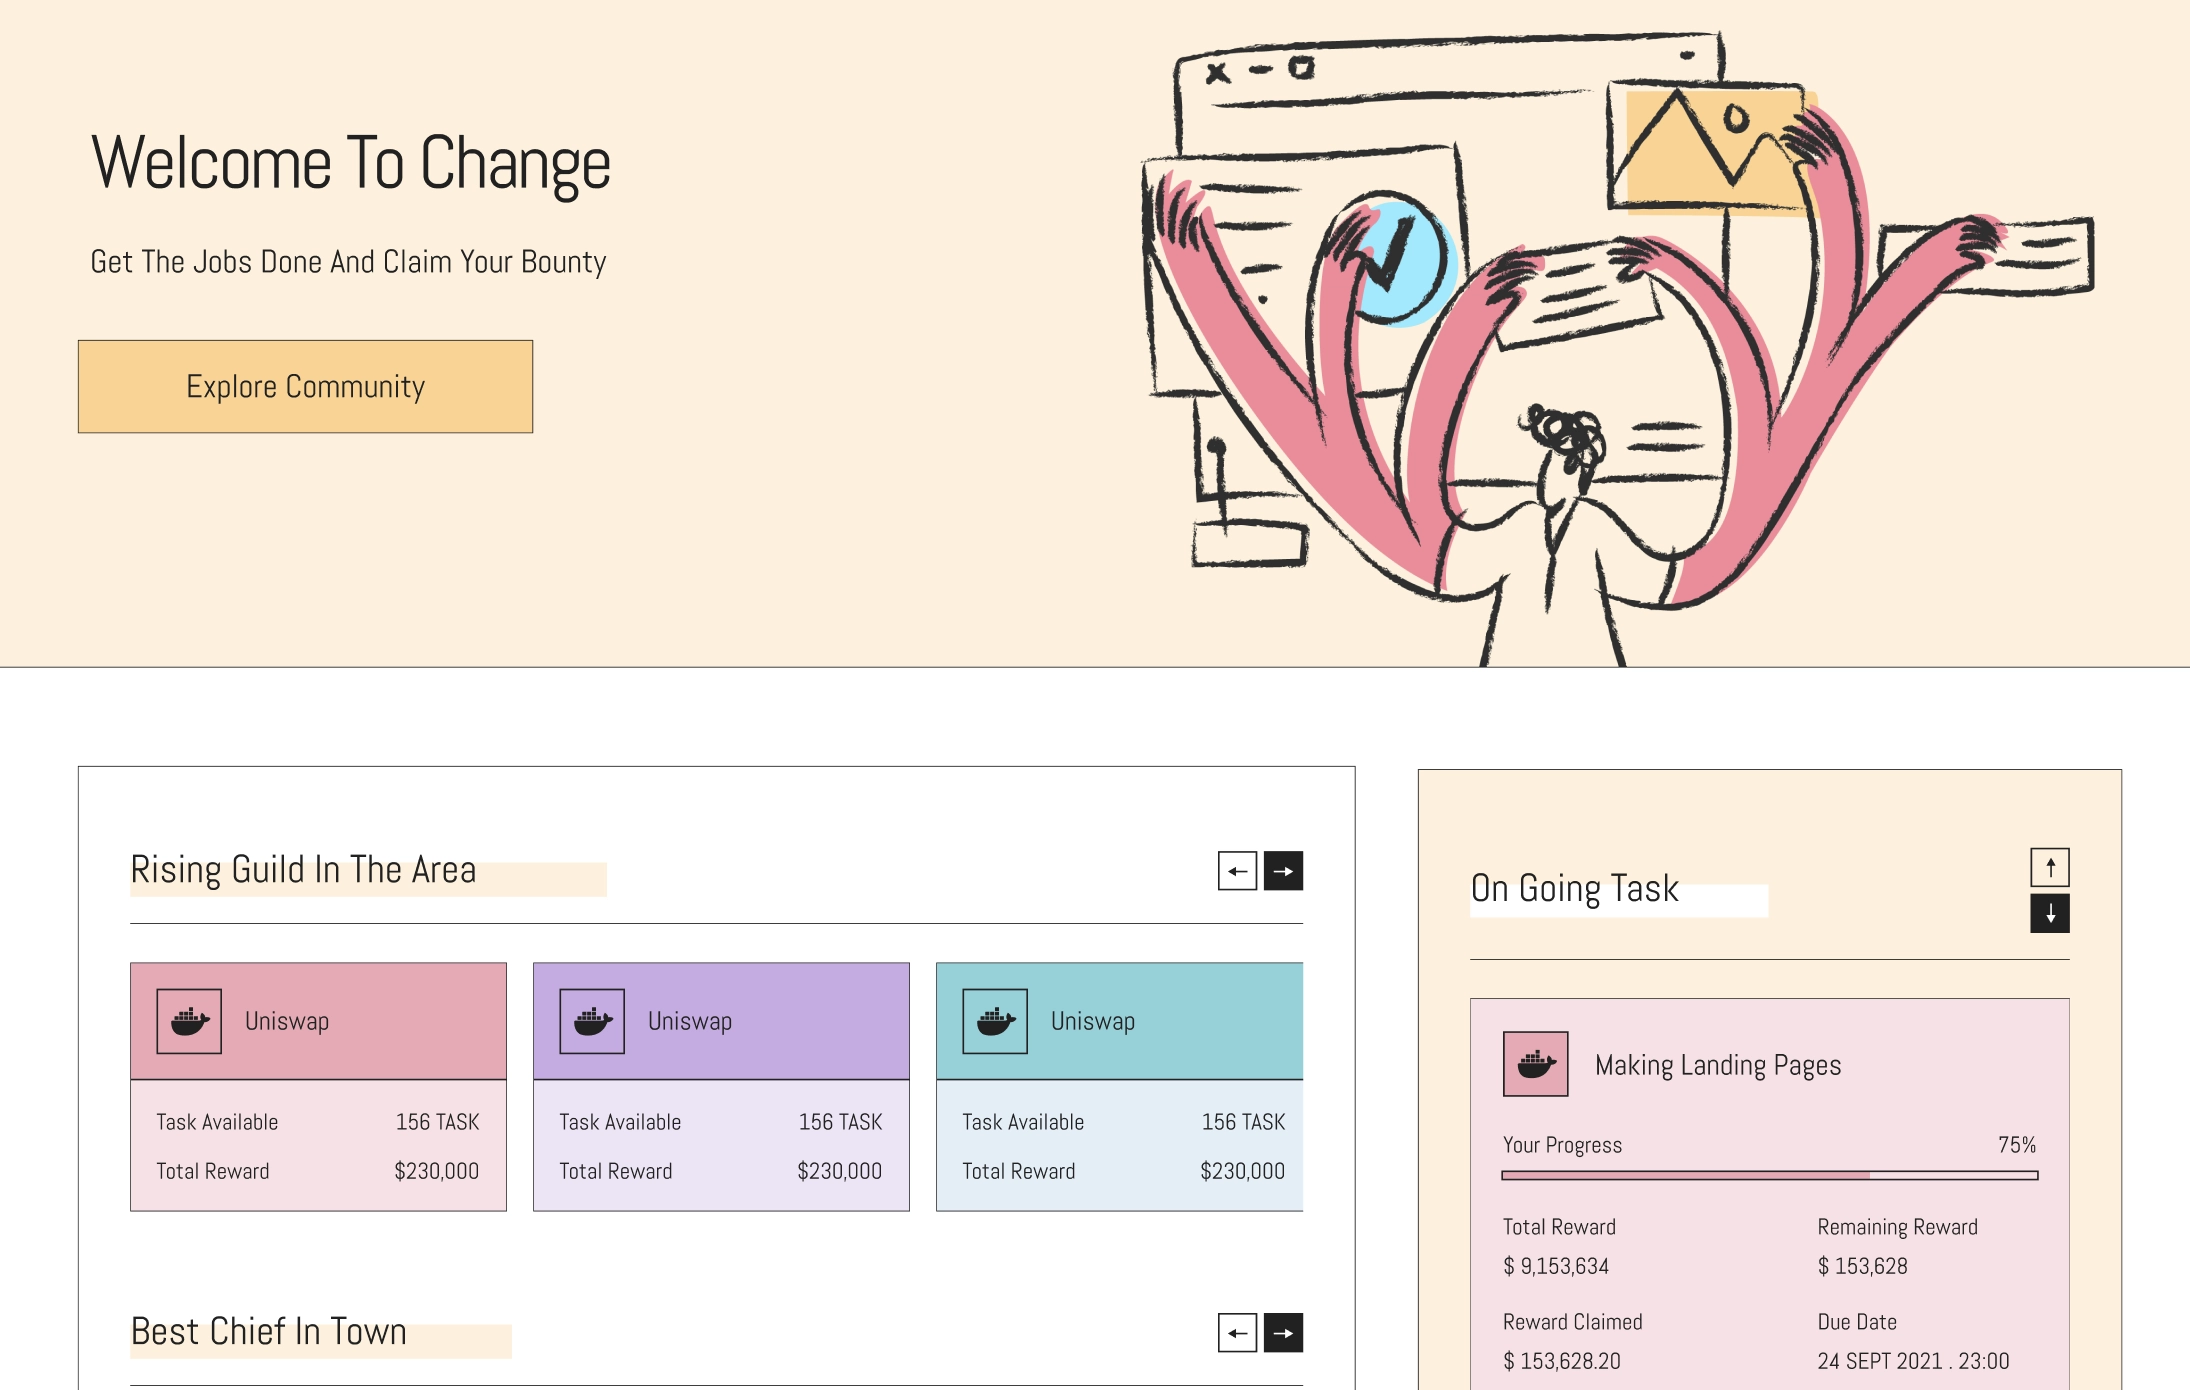 Welcome To Change
Get The Jobs Done And Claim Your Bounty
Explore Community
Rising Guild In The Area
Uniswap
Task Available 156 TASK
Total Reward $230,000
Uniswap
Task Available 156 TASK
Total Reward $230,000
Uniswap
Task Available 156 TASK
Total Reward $230,000
Best Chief In Town
On Going Task
Making Landing Pages
Your Progress 75%
Total Reward Remaining Reward
$ 9,153,634 $ 153,628
Reward Claimed Due Date
$ 153,628.20 24 SEPT 2021 . 23:00